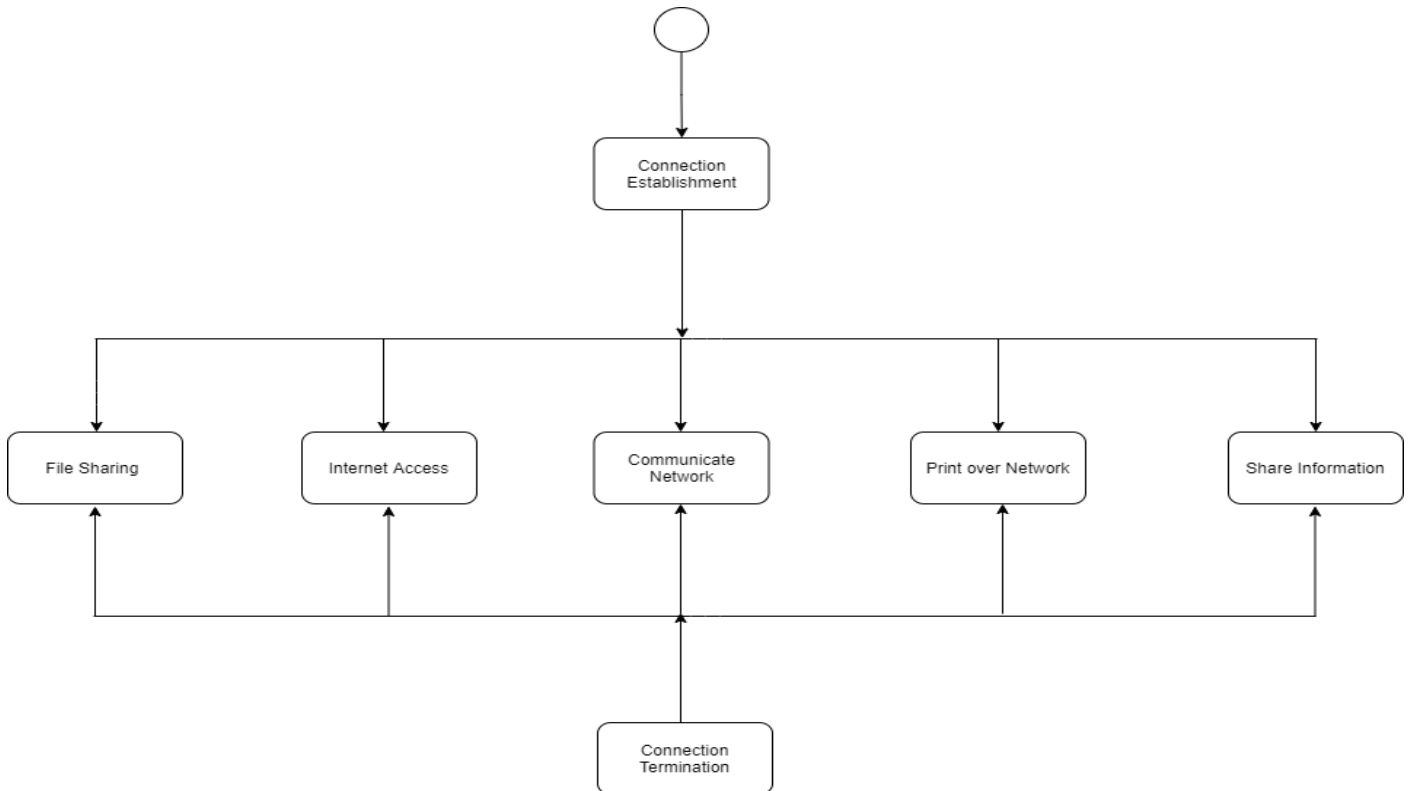 Connection
Establishment
File Sharing
Internet Access
Communicate
Network
Print over Network
Share Information
Connection
Termination